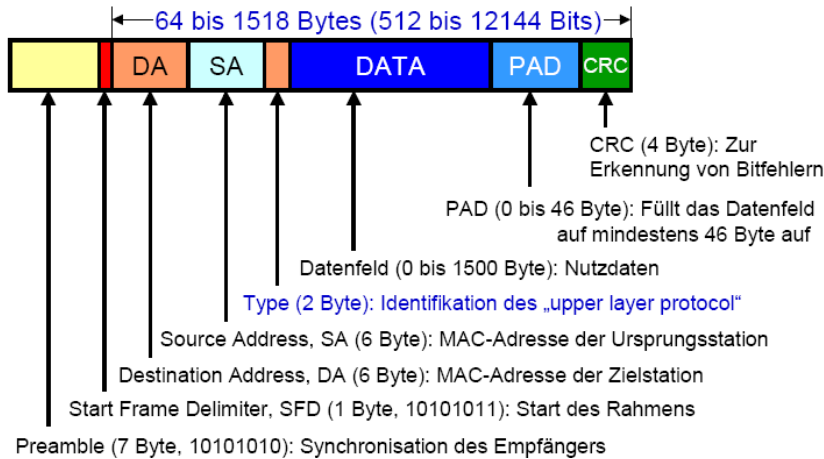 64 bis 1518 Bytes (512 bis 12144 Bits)
DA SA DATA PAD CRC
CRC (4 Byte): Zur
Erkennung von Bitfehlern
PAD (0 bis 46 Byte): Füllt das Datenfeld
auf mindestens 46 Byte auf
Datenfeld (0 bis 1500 Byte): Nutzdaten
Type (2 Byte): Identifikation des „upper layer protocol“
Source Address, SA (6 Byte): MAC-Adresse der Ursprungsstation
Destination Address, DA (6 Byte): MAC-Adresse der Zielstation
Start Frame Delimiter, SFD (1 Byte, 10101011): Start des Rahmens
Preamble (7 Byte, 10101010): Synchronisation des Empfängers